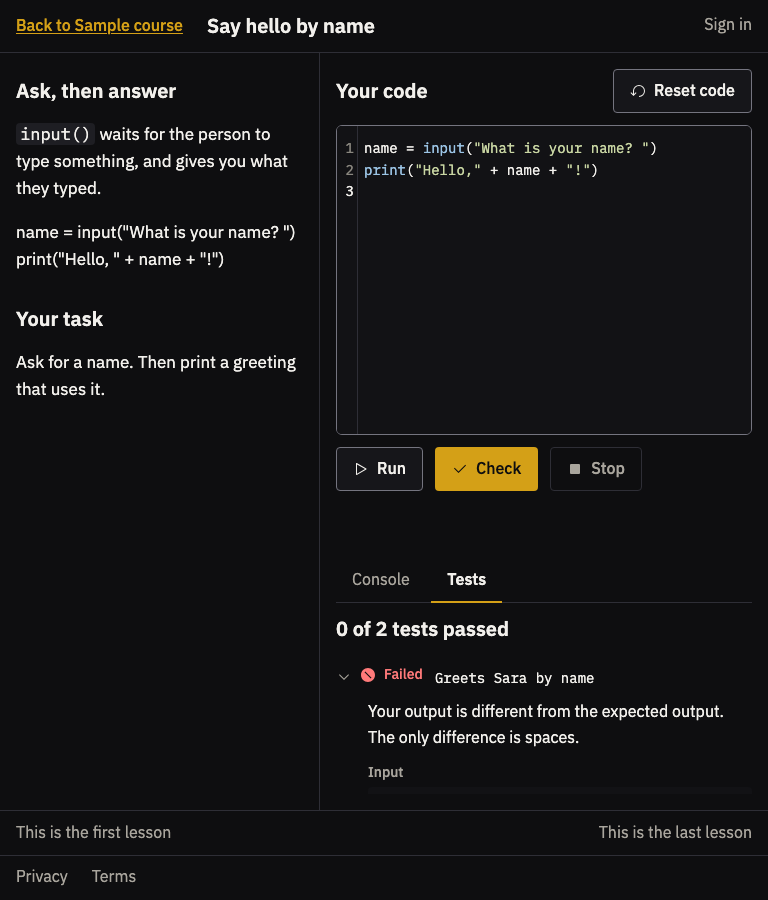 Back to Sample course
Say hello by name
Sign in
Ask, then answer
input() waits for the person to
type something, and gives you what
they typed.
name = input("What is your name? ")
print("Hello, " + name + "!")
Your task
Ask for a name. Then print a greeting
that uses it.
Your code
Reset code
1 name = input("What is your name? ")
2 print("Hello," + name + "!")
3
Run
Check
Stop
Console
Tests
0 of 2 tests passed
Failed
Greets Sara by name
Your output is different from the expected output.
The only difference is spaces.
Input
This is the first lesson
This is the last lesson
Privacy
Terms